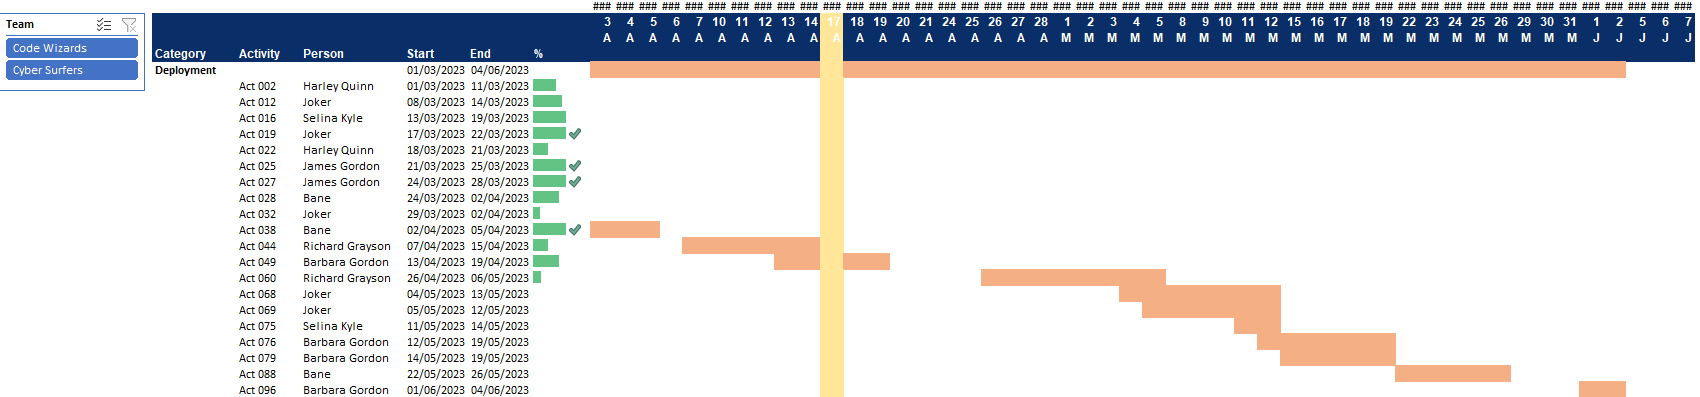 ### ### ### ### ### ### ### ### ### ### ### ### ### ### ### ### ### ### ### ### ### ### ### ### ### ### ### ### ### ### ### ### ### ### ### ### ### ### ### ### ### ### ### ### ### ### ### ###
Team
Code Wizards
Cyber Surfers
3 4 5 6 7 10 11 12 13 14 17 18 19 20 21 24 25 26 27 28 1 2 3 4 5 8 9 10 11 12 15 16 17 18 19 22 23 24 25 26 29 30 31 1 2 5 6 7
A A A A A A A A A A A A A A A A A A A A M M M M M M M M M M M M M M M M M M M M M M M J J J J J
Category Activity Person Start End %
Deployment 01/03/2023 04/06/2023
Act 002 Harley Quinn 01/03/2023 11/03/2023
Act 012 Joker 08/03/2023 14/03/2023
Act 016 Selina Kyle 13/03/2023 19/03/2023
Act 019 Joker 17/03/2023 22/03/2023
Act 022 Harley Quinn 18/03/2023 21/03/2023
Act 025 James Gordon 21/03/2023 25/03/2023
Act 027 James Gordon 24/03/2023 28/03/2023
Act 028 Bane 24/03/2023 02/04/2023
Act 032 Joker 29/03/2023 02/04/2023
Act 038 Bane 02/04/2023 05/04/2023
Act 044 Richard Grayson 07/04/2023 15/04/2023
Act 049 Barbara Gordon 13/04/2023 19/04/2023
Act 060 Richard Grayson 26/04/2023 06/05/2023
Act 068 Joker 04/05/2023 13/05/2023
Act 069 Joker 05/05/2023 12/05/2023
Act 075 Selina Kyle 11/05/2023 14/05/2023
Act 076 Barbara Gordon 12/05/2023 19/05/2023
Act 079 Barbara Gordon 14/05/2023 19/05/2023
Act 088 Bane 22/05/2023 26/05/2023
Act 096 Barbara Gordon 01/06/2023 04/06/2023